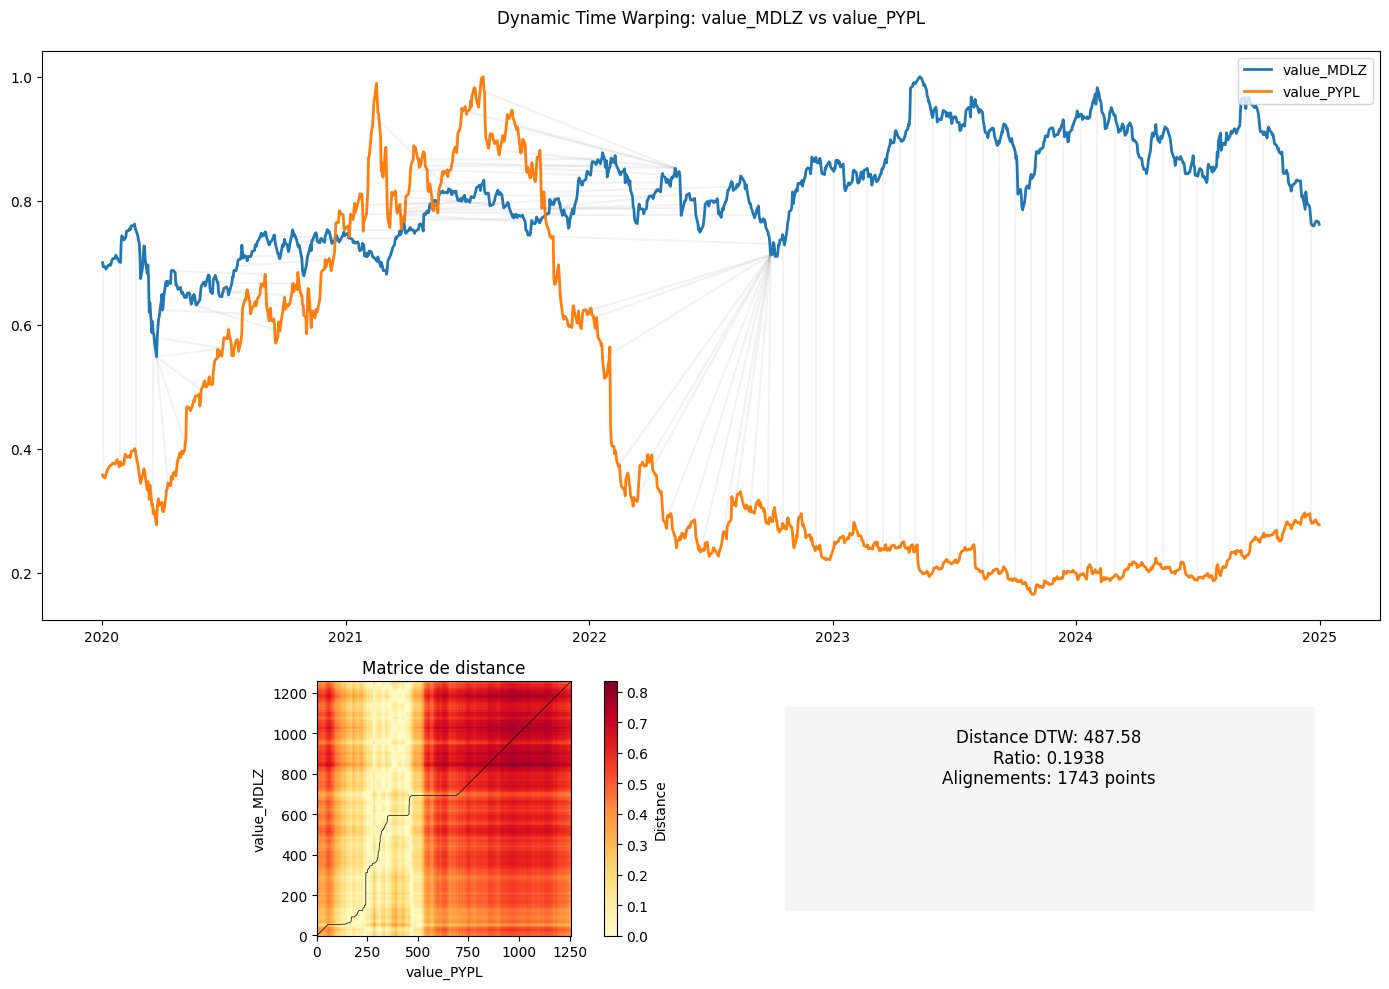 Dynamic Time Warping: value_MDLZ vs value_PYPL
1.0
0.8
0.6
0.4
0.2
value_MDLZ
value_PYPL
2020 2021 2022 2023 2024 2025
Matrice de distance
1200
1000
800
600
400
200
0
value_MDLZ
0 250 500 750 1000 1250
value_PYPL
0.8
0.7
0.6
0.5
0.4
0.3
0.2
0.1
0.0
Distance
Distance DTW: 487.58
Ratio: 0.1938
Alignements: 1743 points